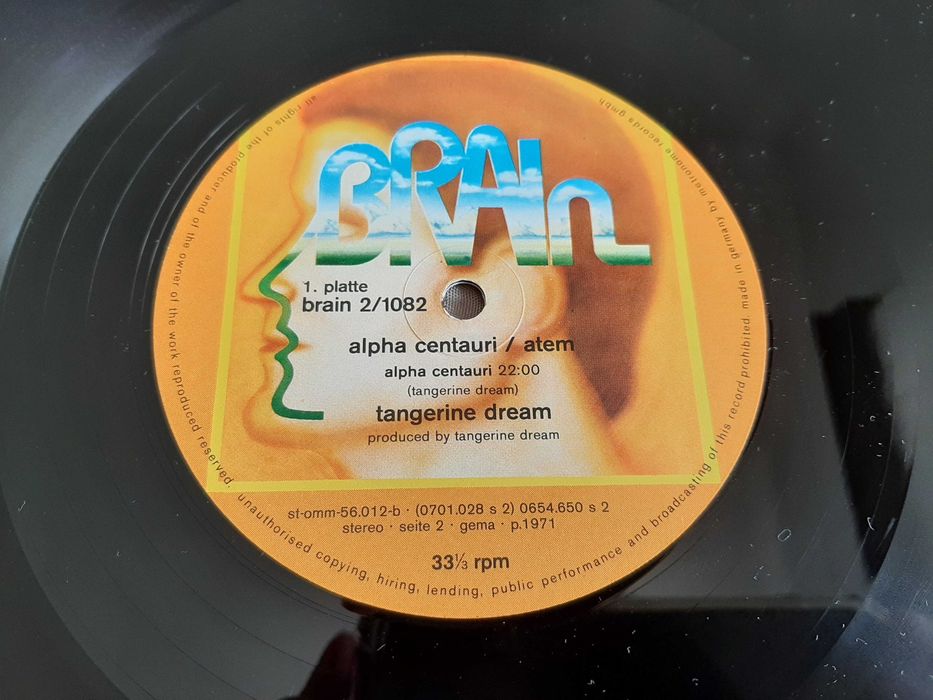 BRAIn
1. platte
brain 2/1082
alpha centauri / atem
alpha centauri 22:00
(tangerine dream)
tangerine dream
produced by tangerine dream
st-omm-56.012-b · (0701.028 s 2) 0654.650 s 2
stereo · seite 2 · gema · p.1971
33⅓ rpm
all rights of the producer and of the owner of the work reproduced reserved. unauthorised copying, hiring, lending, public performance and broadcasting of this record prohibited. made in germany by metronome records gmbh